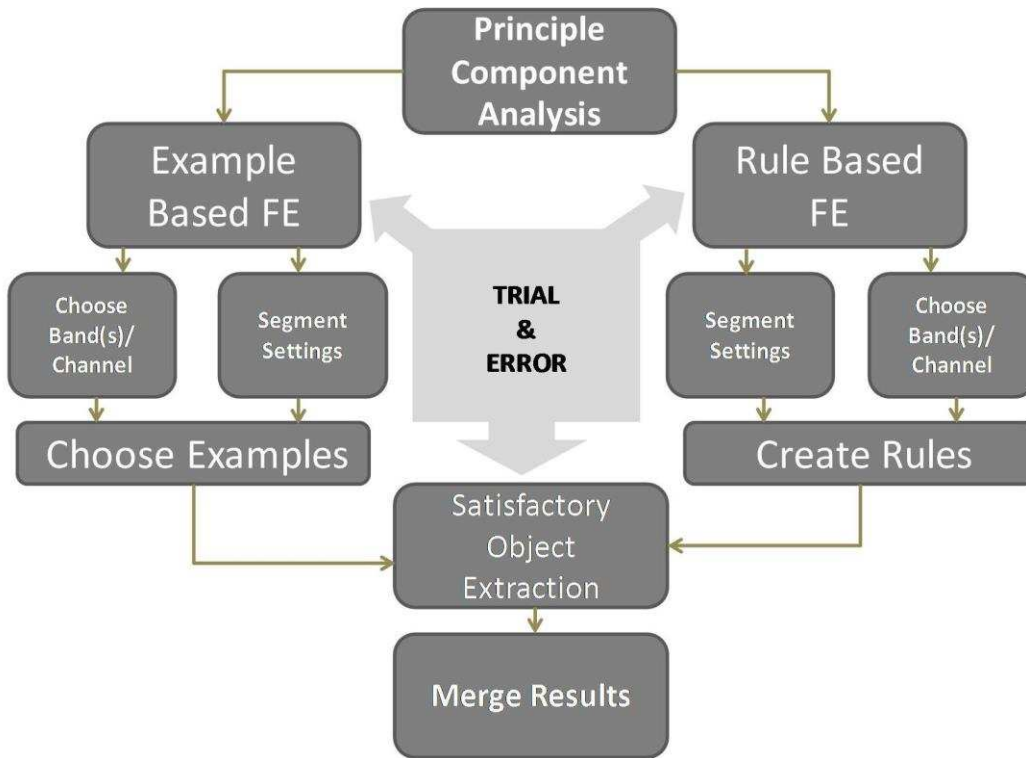 Principle
Component
Analysis
Example
Based FE
Rule Based
FE
Choose
Band(s)/
Channel
Segment
Settings
TRIAL
&
ERROR
Segment
Settings
Choose
Band(s)/
Channel
Choose Examples
Create Rules
Satisfactory
Object
Extraction
Merge Results